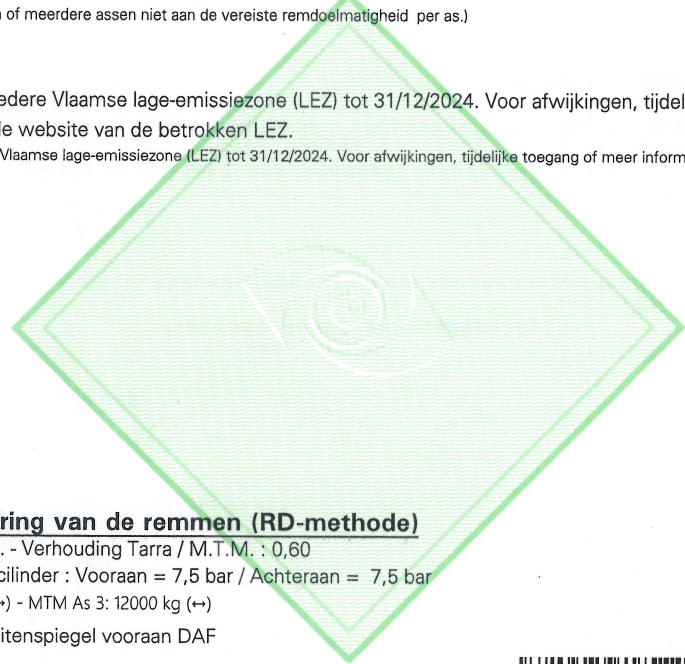 of meerdere assen niet aan de vereiste remdoelmatigheid per as.)
edere Vlaamse lage-emissiezone (LEZ) tot 31/12/2024. Voor afwijkingen, tijdel
le website van de betrokken LEZ.
Vlaamse lage-emissiezone (LEZ) tot 31/12/2024. Voor afwijkingen, tijdelijke toegang of meer inform
ring van de remmen (RD-methode)
. - Verhouding Tarra / M.T.M. : 0,60
cilinder : Vooraan = 7,5 bar / Achteraan = 7,5 bar
↔) - MTM As 3: 12000 kg (↔)
itenspiegel vooraan DAF